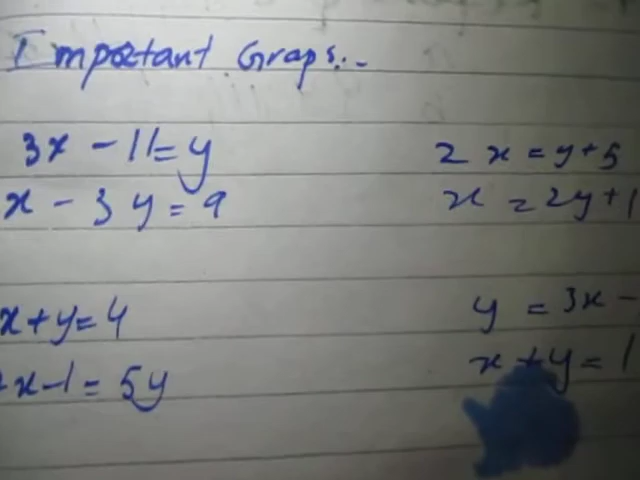 Important Graps...
3x - 11 = y
x - 3y = 9
2x = y + 5
x = 2y + 1
x + y = 4
x - 1 = 5y
y = 3x -
x + y = 1